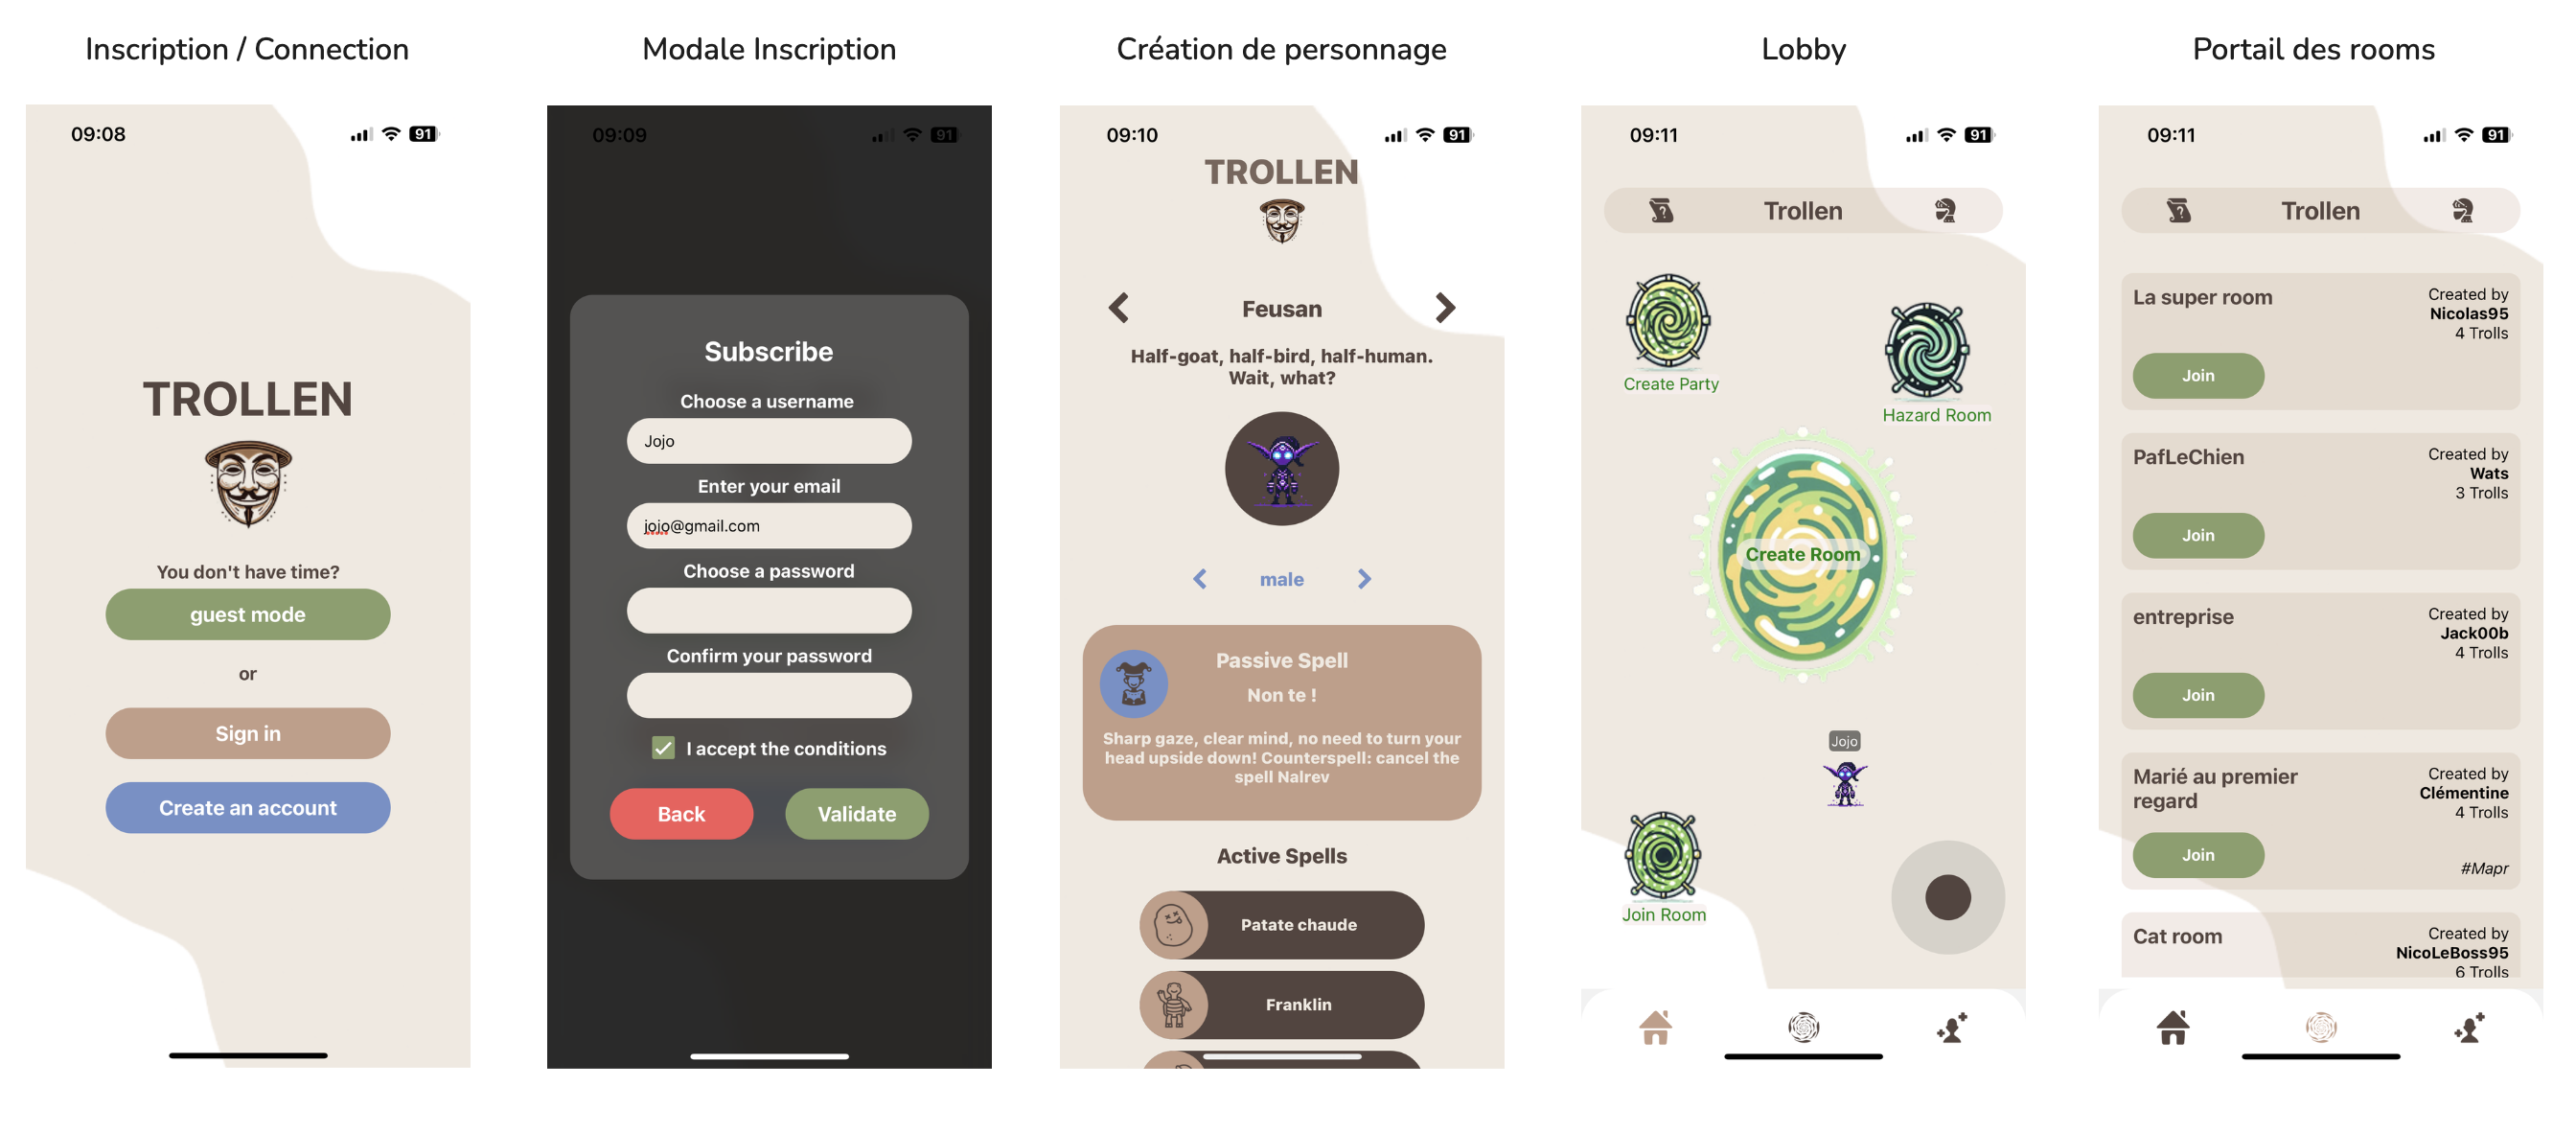 Inscription / Connection
09:08
91
TROLLEN
You don't have time?
guest mode
or
Sign in
Create an account
Modale Inscription
09:09
91
Subscribe
Choose a username
Jojo
Enter your email
jojo@gmail.com
Choose a password
Confirm your password
I accept the conditions
Back
Validate
Création de personnage
09:10
91
TROLLEN
Feusan
Half-goat, half-bird, half-human.
Wait, what?
male
Passive Spell
Non te !
Sharp gaze, clear mind, no need to turn your
head upside down! Counterspell: cancel the
spell Nalrev
Active Spells
Patate chaude
Franklin
Lobby
09:11
91
Trollen
Create Party
Hazard Room
Create Room
Jojo
Join Room
Portail des rooms
09:11
91
Trollen
La super room
Created by
Nicolas95
4 Trolls
Join
PafLeChien
Created by
Wats
3 Trolls
Join
entreprise
Created by
Jack00b
4 Trolls
Join
Marié au premier
regard
Created by
Clémentine
4 Trolls
Join
#Mapr
Cat room
Created by
NicoLeBoss95
6 Trolls